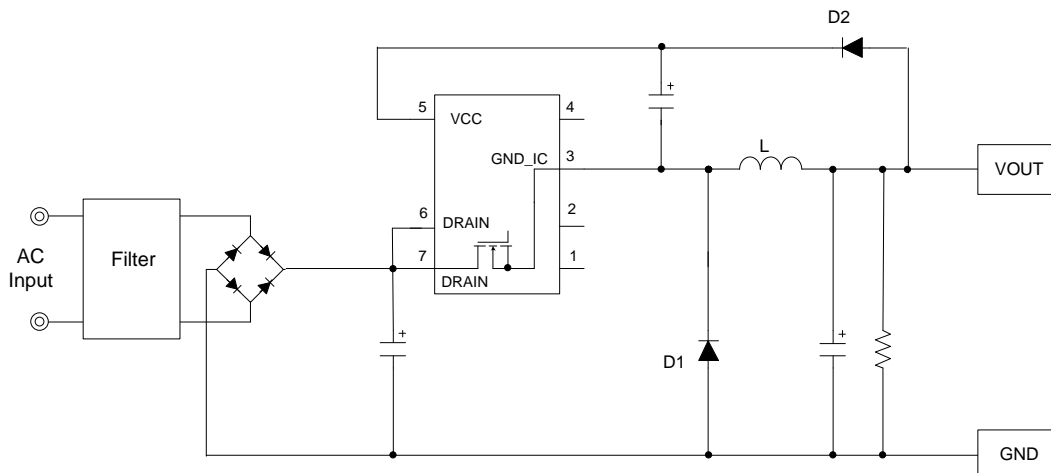 D2
+
5
4
VCC
GND_IC
3
L
VOUT
6
2
DRAIN
AC
Input
Filter
7
1
DRAIN
+
D1
+
GND